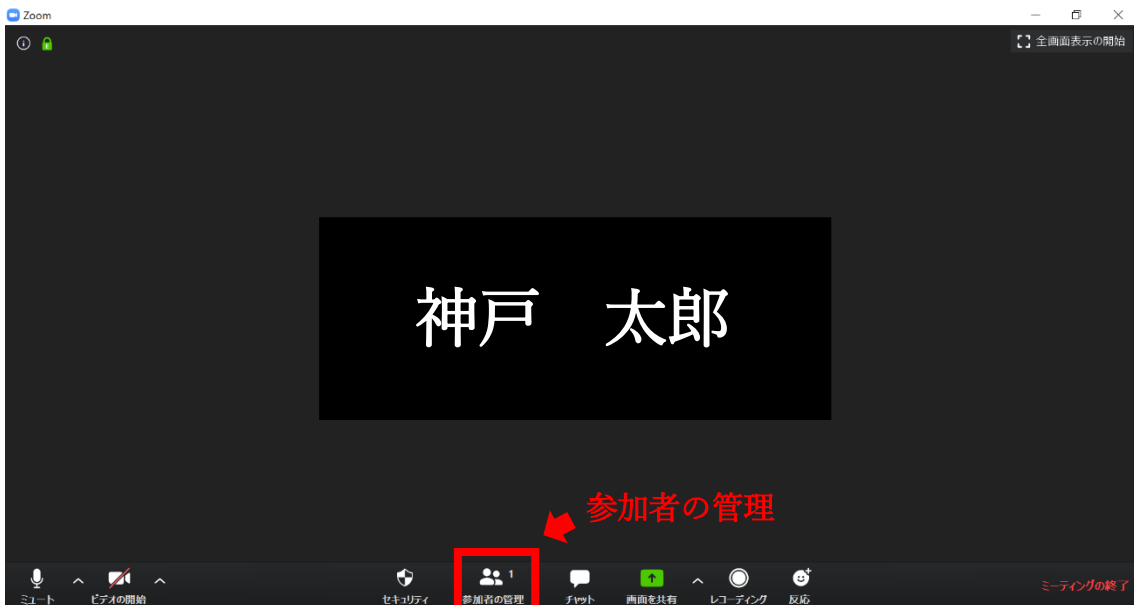 Zoom
全画面表示の開始
神戸　太郎
参加者の管理
ミュート
ビデオの開始
セキュリティ
1
参加者の管理
チャット
画面を共有
レコーディング
反応
ミーティングの終了